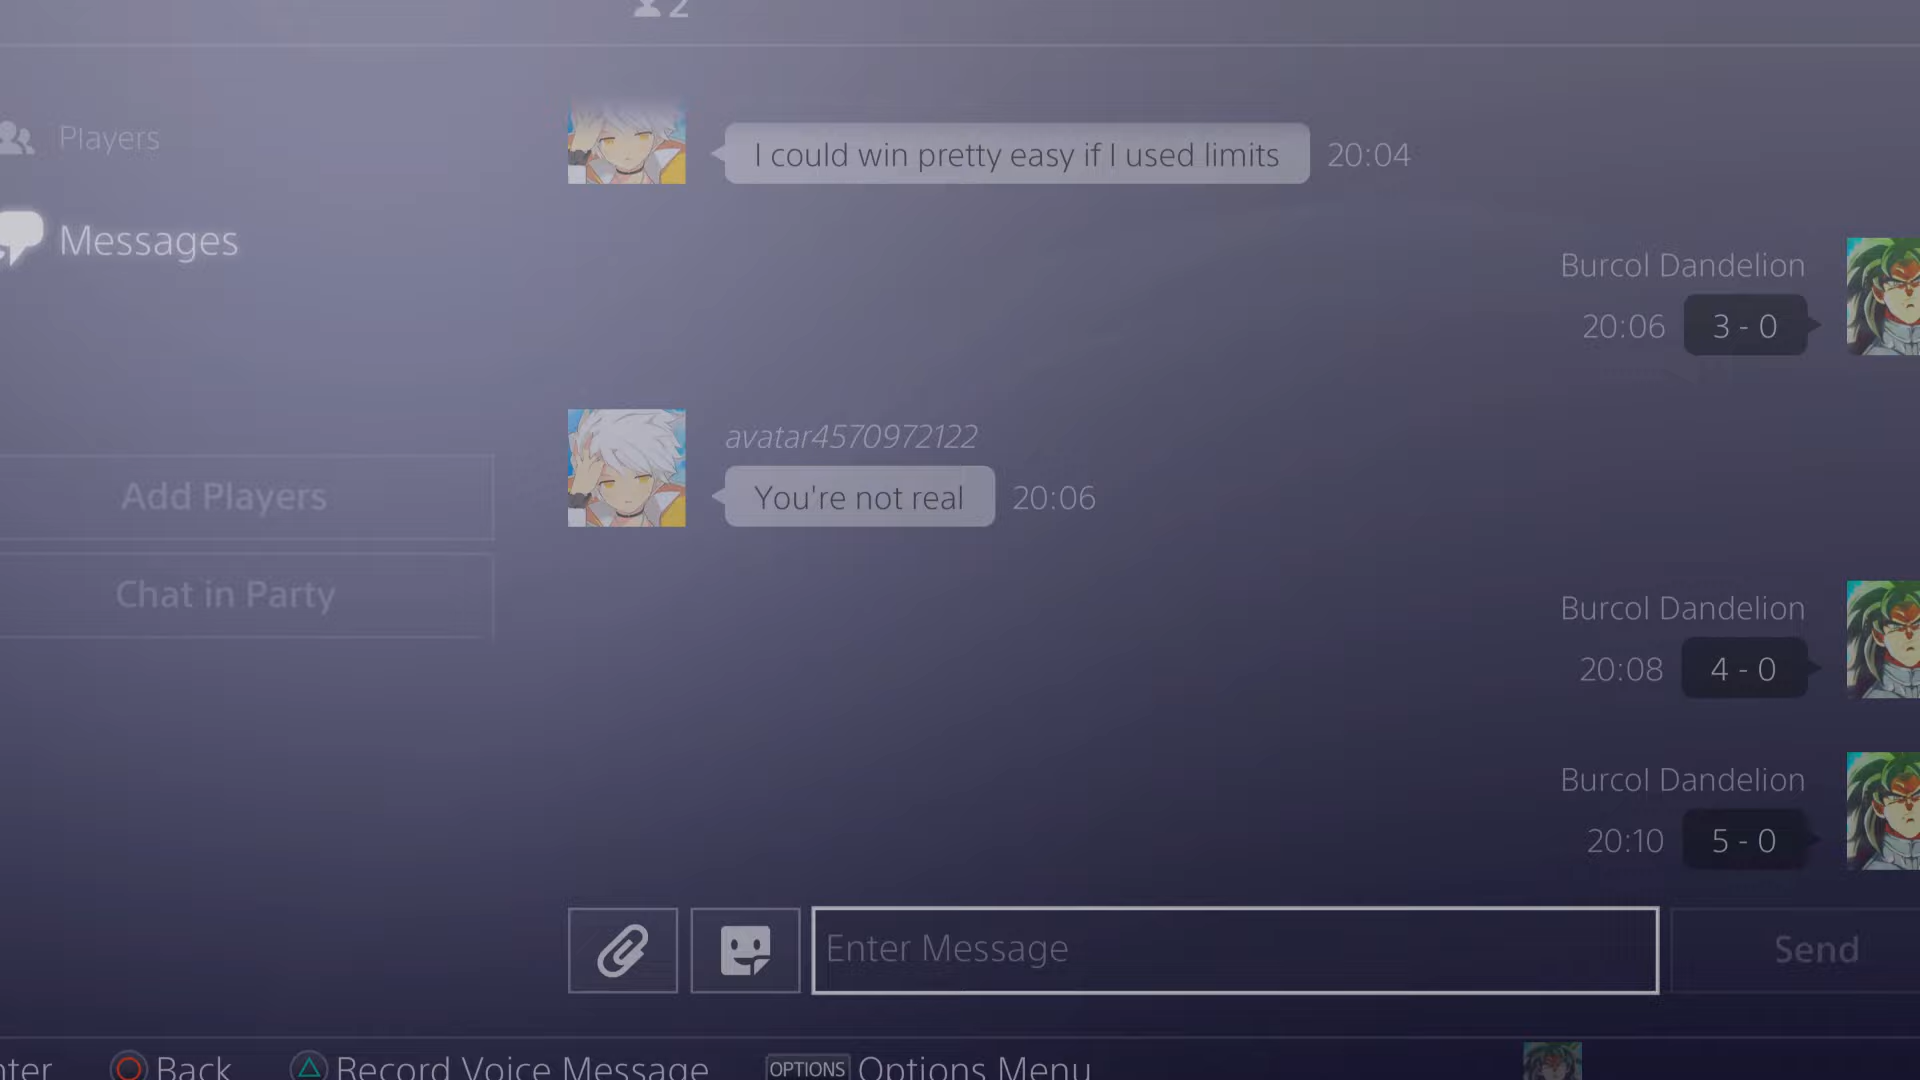 2
Players
Messages
Add Players
Chat in Party
I could win pretty easy if I used limits 20:04
Burcol Dandelion
20:06 3 - 0
avatar4570972122
You're not real 20:06
Burcol Dandelion
20:08 4 - 0
Burcol Dandelion
20:10 5 - 0
Enter Message
Send
nter Back Record Voice Message OPTIONS Options Menu